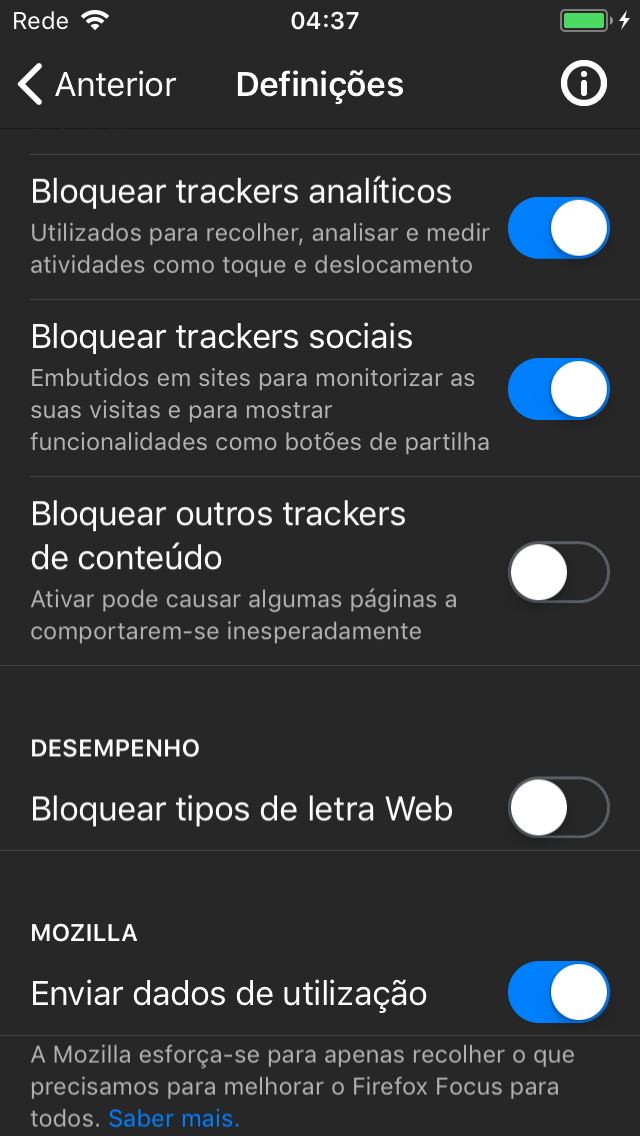 Rede 04:37
Anterior Definições
Bloquear trackers analíticos
Utilizados para recolher, analisar e medir
atividades como toque e deslocamento
Bloquear trackers sociais
Embutidos em sites para monitorizar as
suas visitas e para mostrar
funcionalidades como botões de partilha
Bloquear outros trackers
de conteúdo
Ativar pode causar algumas páginas a
comportarem-se inesperadamente
DESEMPENHO
Bloquear tipos de letra Web
MOZILLA
Enviar dados de utilização
A Mozilla esforça-se para apenas recolher o que
precisamos para melhorar o Firefox Focus para
todos. Saber mais.